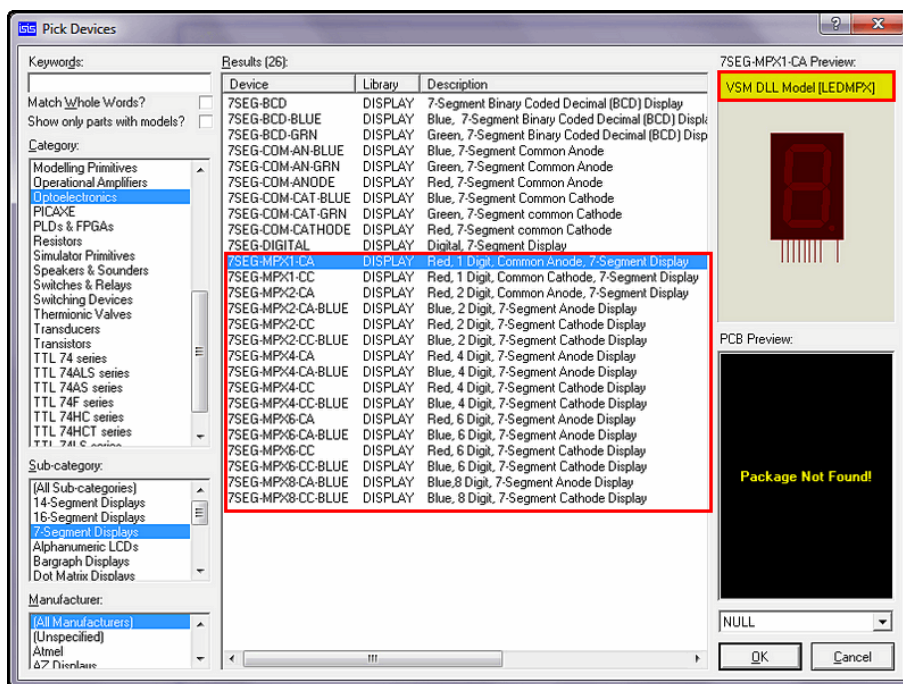 ISIS Pick Devices
Keywords:
Match Whole Words?
Show only parts with models?
Category:
Modelling Primitives
Operational Amplifiers
Optoelectronics
PICAXE
PLDs & FPGAs
Resistors
Simulator Primitives
Speakers & Sounders
Switches & Relays
Switching Devices
Thermionic Valves
Transducers
Transistors
TTL 74 series
TTL 74ALS series
TTL 74AS series
TTL 74F series
TTL 74HC series
TTL 74HCT series
TTL 74LS series
Sub-category:
(All Sub-categories)
14-Segment Displays
16-Segment Displays
7-Segment Displays
Alphanumeric LCDs
Bargraph Displays
Dot Matrix Displays
Manufacturer:
(All Manufacturers)
(Unspecified)
Atmel
AZ Displays
Results (26):
Device Library Description
7SEG-BCD DISPLAY 7-Segment Binary Coded Decimal (BCD) Display
7SEG-BCD-BLUE DISPLAY Blue, 7-Segment Binary Coded Decimal (BCD) Displa
7SEG-BCD-GRN DISPLAY Green, 7-Segment Binary Coded Decimal (BCD) Disp
7SEG-COM-AN-BLUE DISPLAY Blue, 7-Segment Common Anode
7SEG-COM-AN-GRN DISPLAY Green, 7-Segment Common Anode
7SEG-COM-ANODE DISPLAY Red, 7-Segment Common Anode
7SEG-COM-CAT-BLUE DISPLAY Blue, 7-Segment Common Cathode
7SEG-COM-CAT-GRN DISPLAY Green, 7-Segment common Cathode
7SEG-COM-CATHODE DISPLAY Red, 7-Segment common Cathode
7SEG-DIGITAL DISPLAY Digital, 7-Segment Display
7SEG-MPX1-CA DISPLAY Red, 1 Digit, Common Anode, 7-Segment Display
7SEG-MPX1-CC DISPLAY Red, 1 Digit, Common Cathode, 7-Segment Display
7SEG-MPX2-CA DISPLAY Red, 2 Digit, Common Anode, 7-Segment Display
7SEG-MPX2-CA-BLUE DISPLAY Blue, 2 Digit, 7-Segment Anode Display
7SEG-MPX2-CC DISPLAY Red, 2 Digit, 7-Segment Cathode Display
7SEG-MPX2-CC-BLUE DISPLAY Blue, 2 Digit, 7-Segment Cathode Display
7SEG-MPX4-CA DISPLAY Red, 4 Digit, 7-Segment Anode Display
7SEG-MPX4-CA-BLUE DISPLAY Blue, 4 Digit, 7-Segment Anode Display
7SEG-MPX4-CC DISPLAY Red, 4 Digit, 7-Segment Cathode Display
7SEG-MPX4-CC-BLUE DISPLAY Blue, 4 Digit, 7-Segment Cathode Display
7SEG-MPX6-CA DISPLAY Red, 6 Digit, 7-Segment Anode Display
7SEG-MPX6-CA-BLUE DISPLAY Blue, 6 Digit, 7-Segment Anode Display
7SEG-MPX6-CC DISPLAY Red, 6 Digit, 7-Segment Cathode Display
7SEG-MPX6-CC-BLUE DISPLAY Blue, 6 Digit, 7-Segment Cathode Display
7SEG-MPX8-CA-BLUE DISPLAY Blue,8 Digit, 7-Segment Anode Display
7SEG-MPX8-CC-BLUE DISPLAY Blue, 8 Digit, 7-Segment Cathode Display
7SEG-MPX1-CA Preview:
VSM DLL Model [LEDMPX]
PCB Preview:
Package Not Found!
NULL
OK Cancel